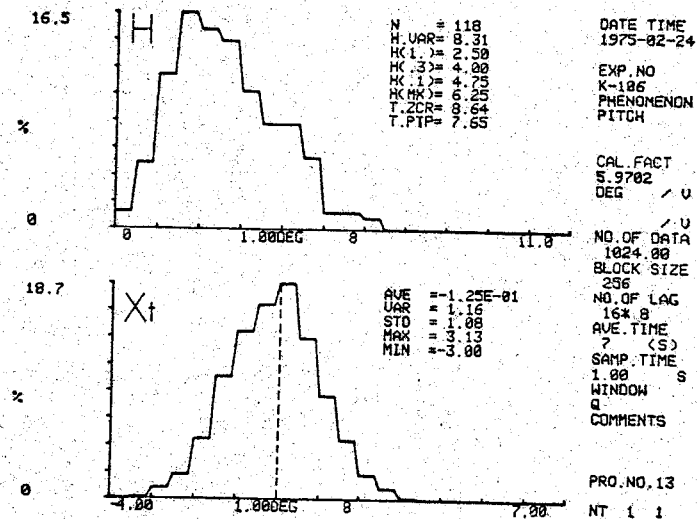 16.5
H
%
0
0
1.00DEG
8
11.0
N = 118
H.VAR= 8.31
H(1.)= 2.50
H(.3)= 4.00
H(.1)= 4.75
H(MX)= 6.25
T.ZCR= 8.64
T.PTP= 7.65
18.7
Xt
%
0
-4.00
1.00DEG
8
7.00
AVE =-1.25E-01
VAR = 1.16
STD = 1.08
MAX = 3.13
MIN =-3.00
DATE TIME
1975-02-24
EXP.NO
K-106
PHENOMENON
PITCH
CAL.FACT
5.9702
DEG / V
/ V
NO.OF DATA
1024.00
BLOCK SIZE
256
NO.OF LAG
16* 8
AVE.TIME
7 (S)
SAMP.TIME
1.00 S
WINDOW
Q
COMMENTS
PRO.NO.13
NT 1 1